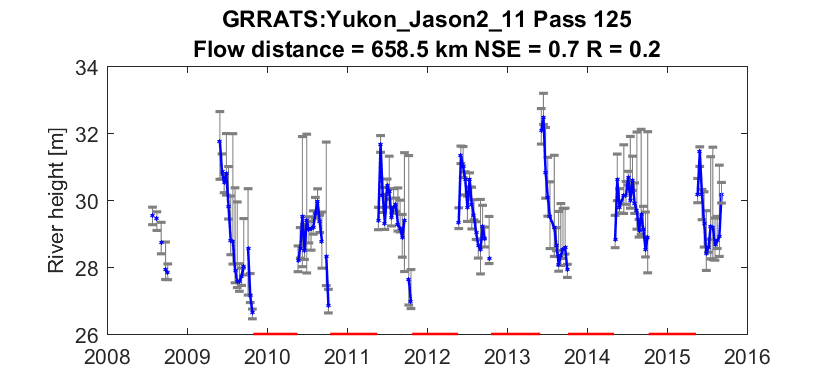 GRRATS:Yukon_Jason2_11 Pass 125
Flow distance = 658.5 km NSE = 0.7 R = 0.2
River height [m]
34
32
30
28
26
2008 2009 2010 2011 2012 2013 2014 2015 2016